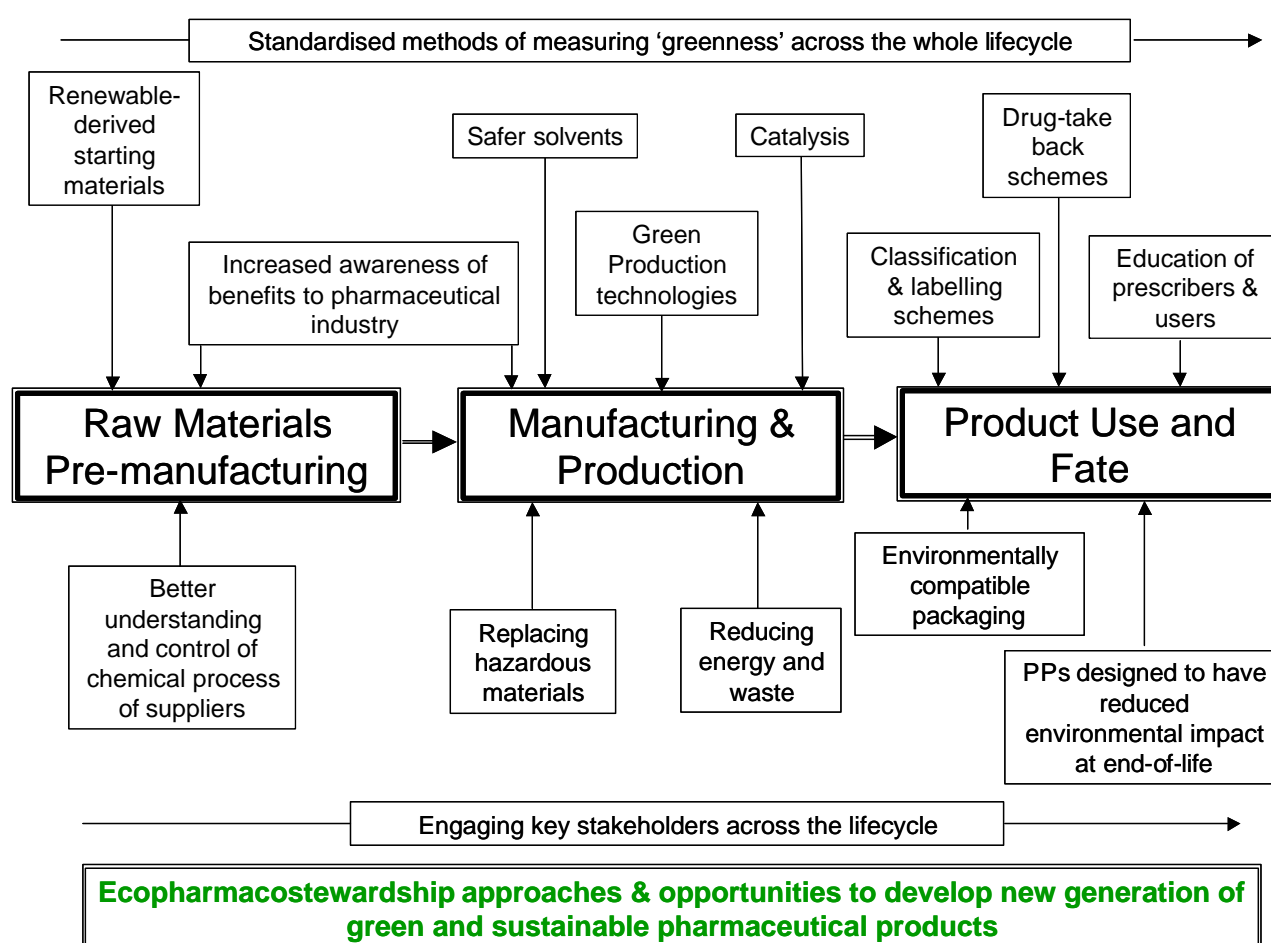 Standardised methods of measuring ‘greenness’ across the whole lifecycle
Renewable-
derived
starting
materials
Safer solvents
Catalysis
Drug-take
back
schemes
Increased awareness of
benefits to pharmaceutical
industry
Green
Production
technologies
Classification
& labelling
schemes
Education of
prescribers &
users
Raw Materials
Pre-manufacturing
Manufacturing &
Production
Product Use and
Fate
Better
understanding
and control of
chemical process
of suppliers
Replacing
hazardous
materials
Reducing
energy and
waste
Environmentally
compatible
packaging
PPs designed to have
reduced
environmental impact
at end-of-life
Engaging key stakeholders across the lifecycle
Ecopharmacostewardship approaches & opportunities to develop new generation of
green and sustainable pharmaceutical products